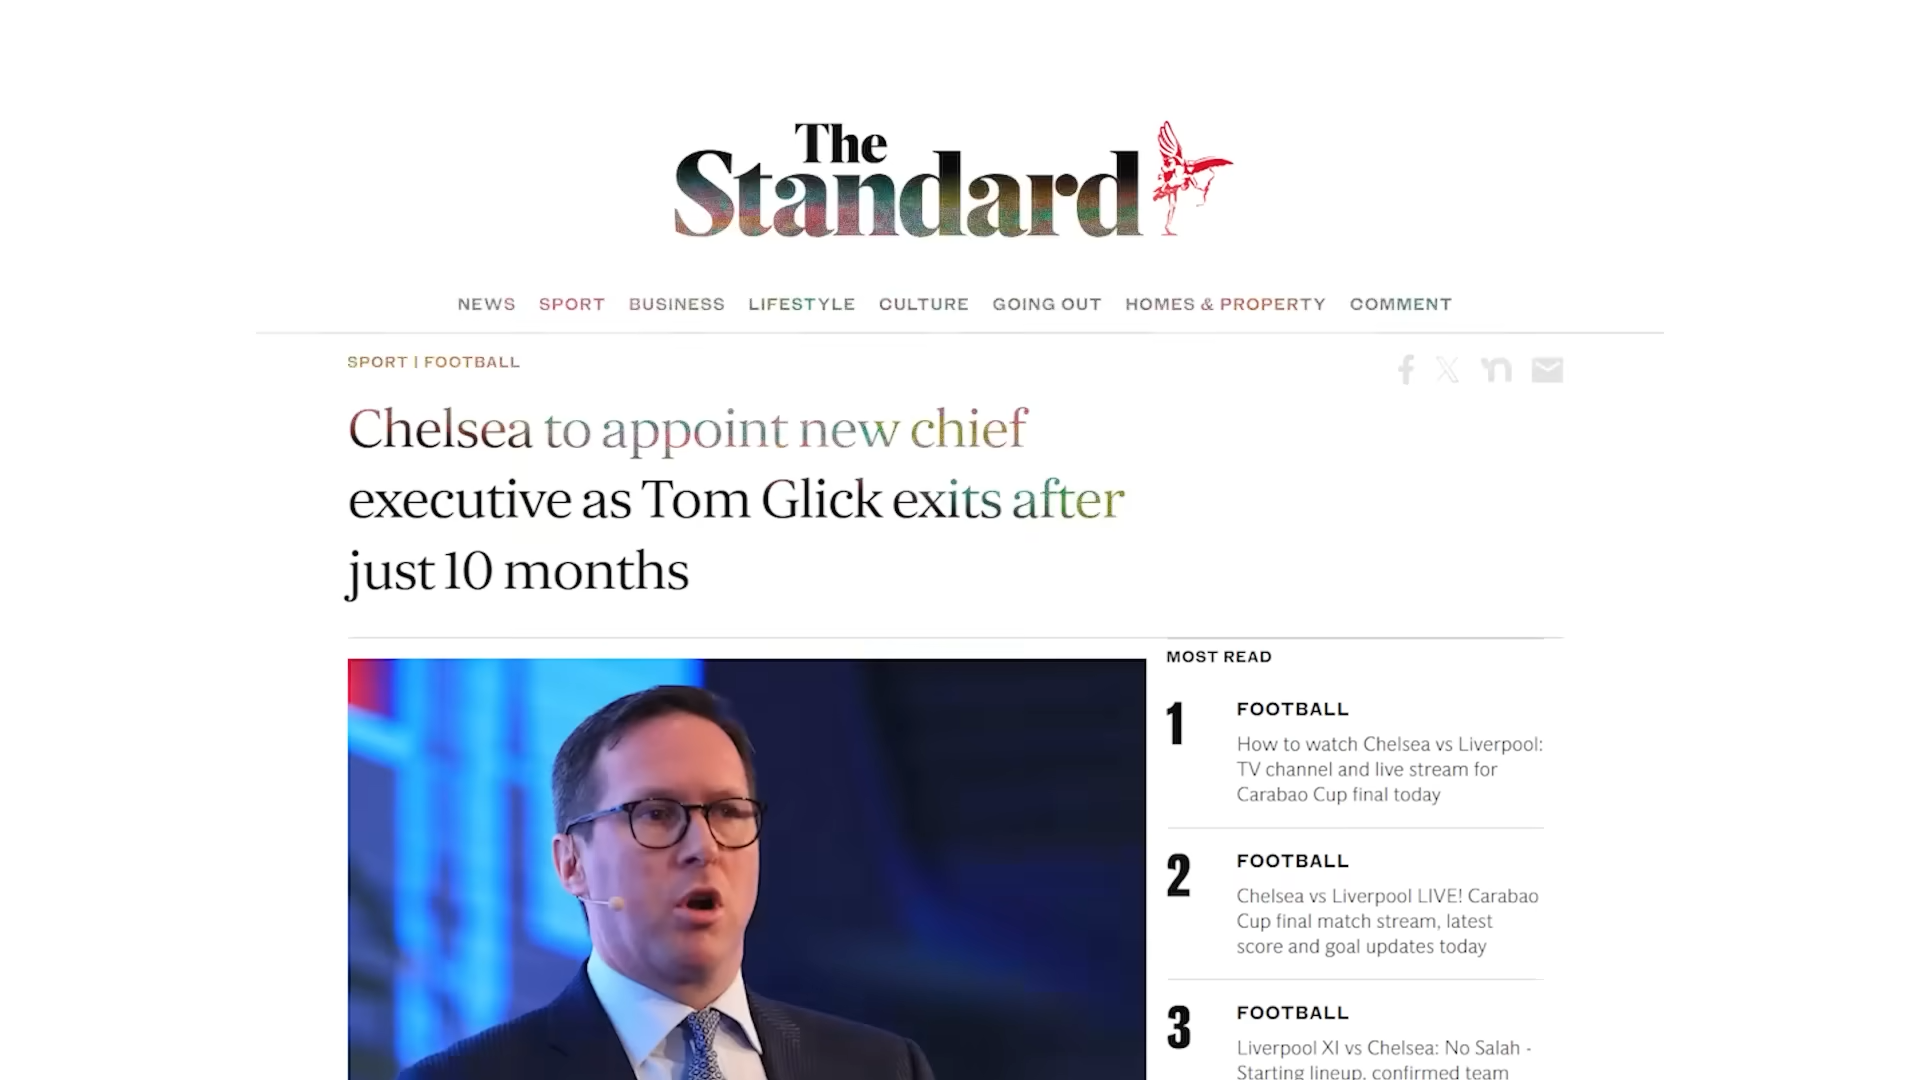 The
Standard
NEWS SPORT BUSINESS LIFESTYLE CULTURE GOING OUT HOMES & PROPERTY COMMENT
SPORT | FOOTBALL
Chelsea to appoint new chief
executive as Tom Glick exits after
just 10 months
MOST READ
1 FOOTBALL
How to watch Chelsea vs Liverpool:
TV channel and live stream for
Carabao Cup final today
2 FOOTBALL
Chelsea vs Liverpool LIVE! Carabao
Cup final match stream, latest
score and goal updates today
3 FOOTBALL
Liverpool XI vs Chelsea: No Salah -
Starting lineup, confirmed team